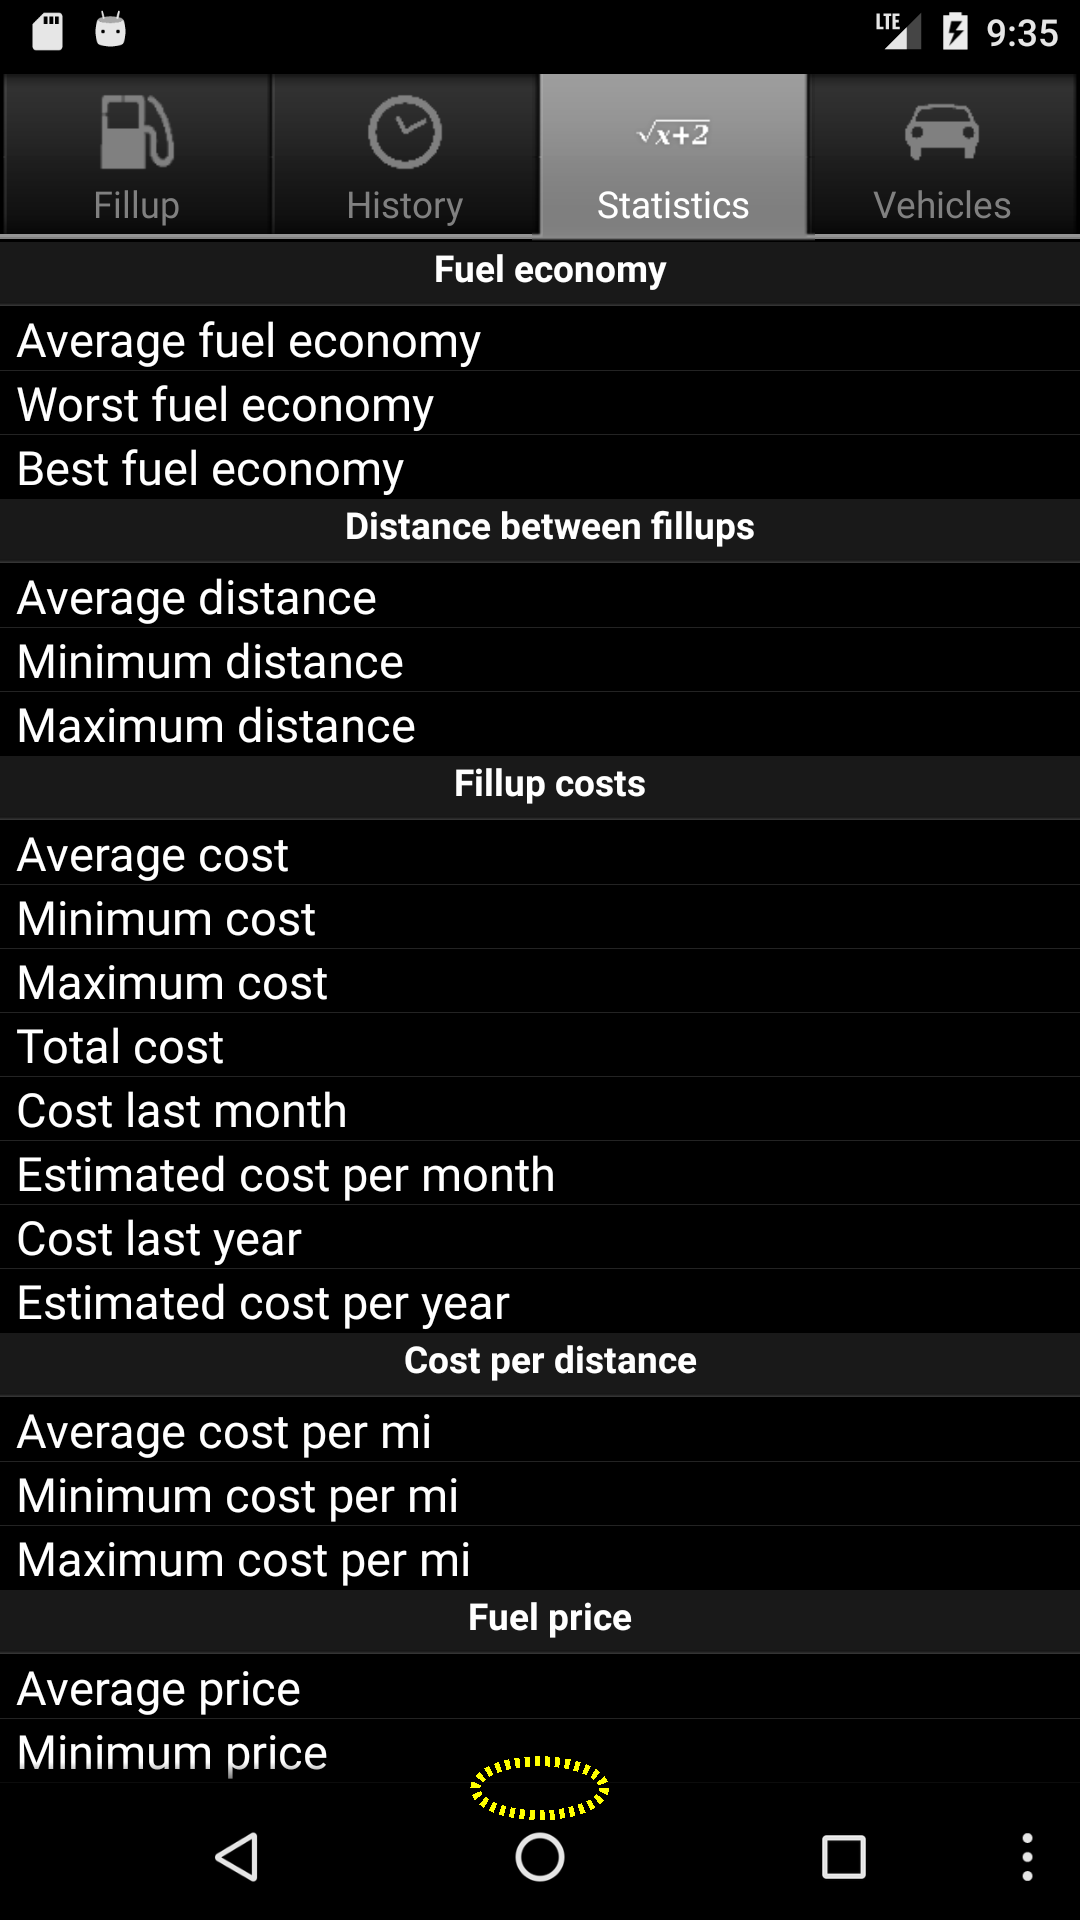 LTE 9:35
Fillup History √x+2 Statistics Vehicles
Fuel economy
Average fuel economy
Worst fuel economy
Best fuel economy
Distance between fillups
Average distance
Minimum distance
Maximum distance
Fillup costs
Average cost
Minimum cost
Maximum cost
Total cost
Cost last month
Estimated cost per month
Cost last year
Estimated cost per year
Cost per distance
Average cost per mi
Minimum cost per mi
Maximum cost per mi
Fuel price
Average price
Minimum price